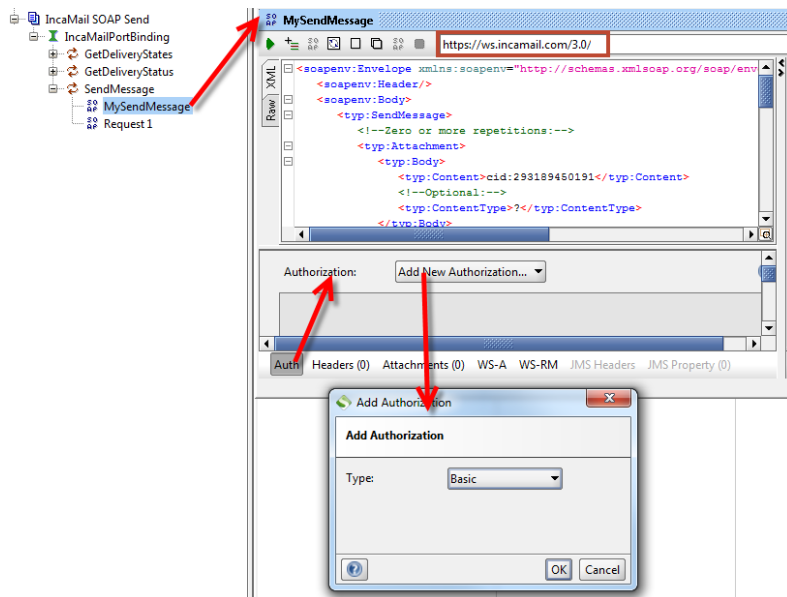 IncaMail SOAP Send
IncaMailPortBinding
GetDeliveryStates
GetDeliveryStatus
SendMessage
MySendMessage
Request 1
MySendMessage
https://ws.incamail.com/3.0/
XML
Raw
<soapenv:Envelope xmlns:soapenv="http://schemas.xmlsoap.org/soap/env
<soapenv:Header/>
<soapenv:Body>
<typ:SendMessage>
<!--Zero or more repetitions:-->
<typ:Attachment>
<typ:Body>
<typ:Content>cid:293189450191</typ:Content>
<!--Optional:-->
<typ:ContentType>?</typ:ContentType>
</typ:Body>
Authorization: Add New Authorization...
Auth Headers (0) Attachments (0) WS-A WS-RM JMS Headers JMS Property (0)
Add Authorization
Add Authorization
Type: Basic
OK Cancel